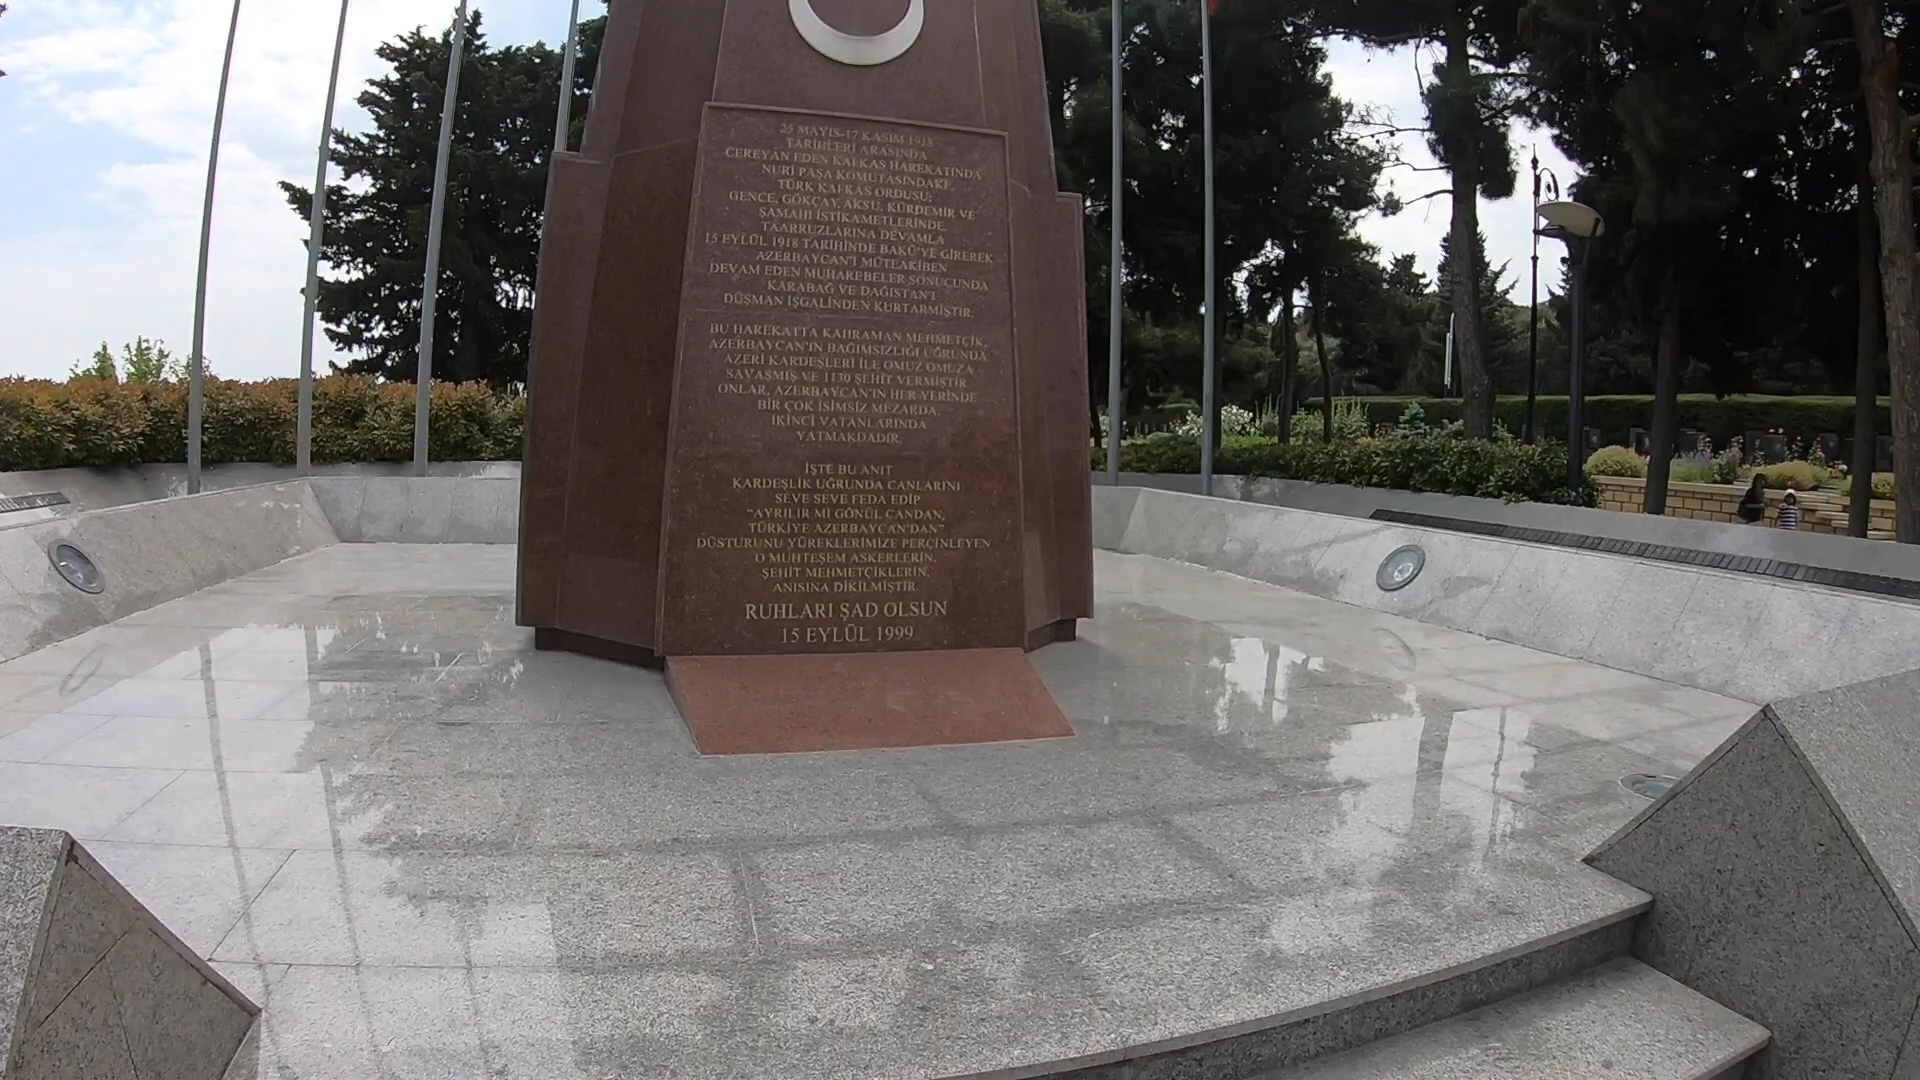 25 MAYIS-17 KASIM 1918
TARİHLERİ ARASINDA
CEREYAN EDEN KAFKAS HAREKATINDA
NURİ PAŞA KOMUTASINDAKİ
TÜRK KAFKAS ORDUSU;
GENCE, GÖKÇAY, AKSU, KÜRDEMİR VE
ŞAMAHI İSTİKAMETLERİNDE,
TAARRUZLARINA DEVAMLA
15 EYLÜL 1918 TARİHİNDE BAKÜ'YE GİREREK
AZERBAYCAN'I MÜTEAKİBEN
DEVAM EDEN MUHAREBELER SONUCUNDA
KARABAĞ VE DAĞISTAN'I
DÜŞMAN İŞGALİNDEN KURTARMIŞTIR.
BU HAREKATTA KAHRAMAN MEHMETÇİK,
AZERBAYCAN'IN BAĞIMSIZLIĞI UĞRUNDA
AZERİ KARDEŞLERİ İLE OMUZ OMUZA
SAVAŞMIŞ VE 1130 ŞEHİT VERMİŞTİR.
ONLAR, AZERBAYCAN'IN HER YERİNDE
BİR ÇOK İSİMSİZ MEZARDA,
İKİNCİ VATANLARINDA
YATMAKDADIR.
İŞTE BU ANIT
KARDEŞLİK UĞRUNDA CANLARINI
SEVE SEVE FEDA EDİP
"AYRILIR MI GÖNÜL CANDAN,
TÜRKİYE AZERBAYCAN'DAN"
DÜSTURUNU YÜREKLERİMİZE PERÇİNLEYEN
O MUHTEŞEM ASKERLERİN,
ŞEHİT MEHMETÇİKLERİN,
ANISINA DİKİLMİŞTİR.
RUHLARI ŞAD OLSUN
15 EYLÜL 1999